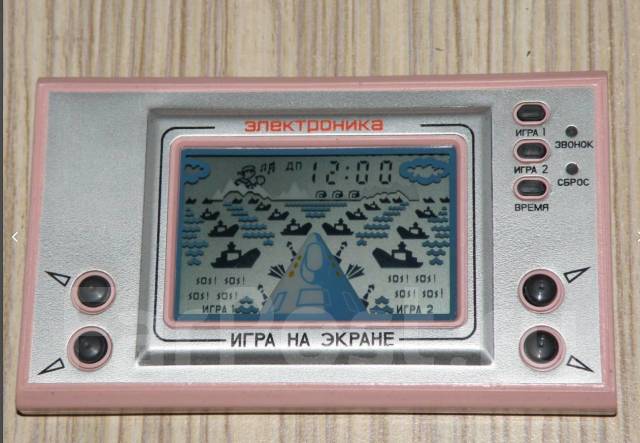 электроника
ИГРА 1
ЗВОНОК
ИГРА 2
СБРОС
ВРЕМЯ
ДП 12:00
SOS! SOS!
SOS! SOS!
SOS! SOS!
SOS! SOS!
ИГРА 1
ИГРА 2
ИГРА НА ЭКРАНЕ